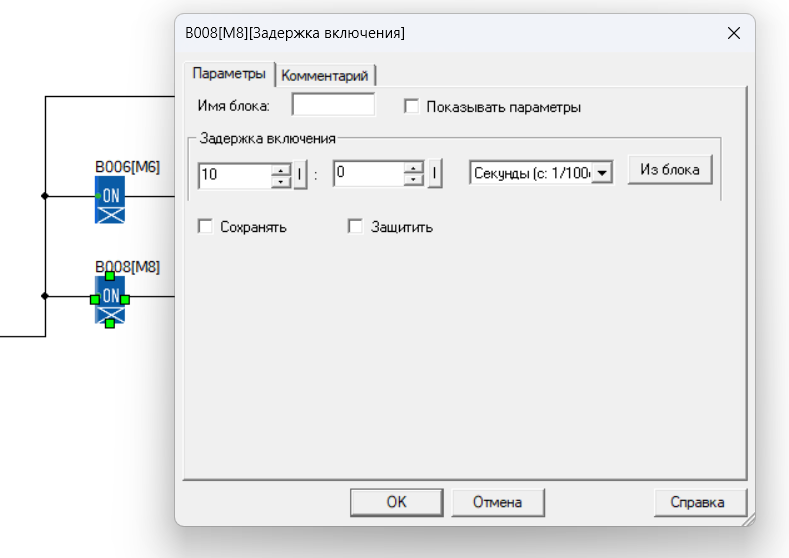 B008[M8][Задержка включения]
Параметры Комментарий
Имя блока: Показывать параметры
Задержка включения
10 : 0 Секунды (с: 1/100 Из блока
Сохранять Защитить
B006[M6]
ON
B008[M8]
ON
OK Отмена Справка